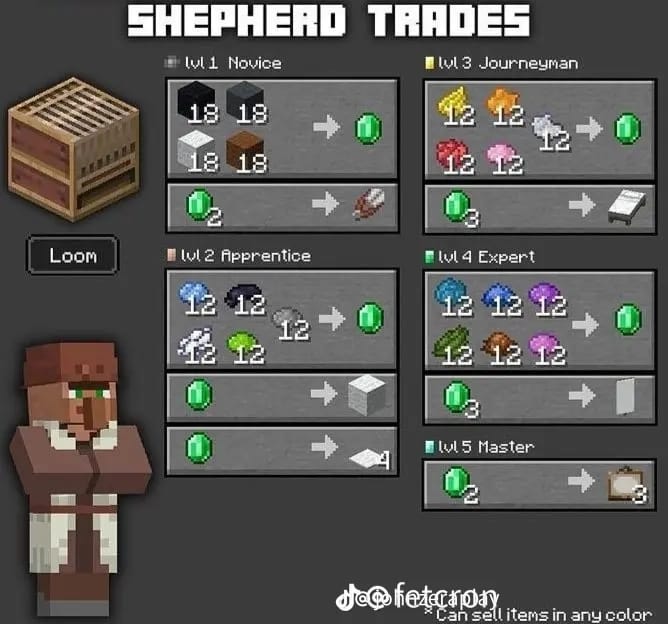 SHEPHERD TRADES
lvl 1 Novice
18 18
18 18
2
Loom
lvl 2 Apprentice
12 12
12
12 12
4
lvl 3 Journeyman
12 12
12
12 12
3
lvl 4 Expert
12 12 12
12 12 12
3
lvl 5 Master
2 3
fetcron
* Can sell items in any color